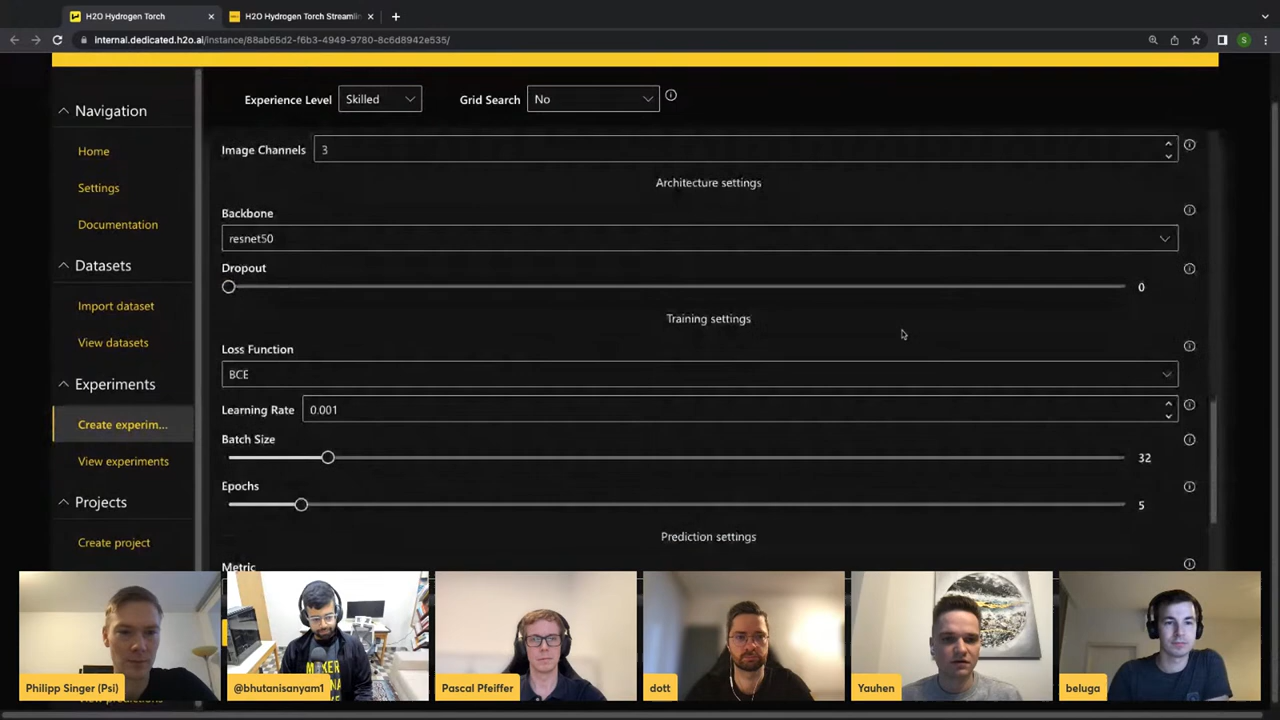 H2O Hydrogen Torch
H2O Hydrogen Torch Streamlin
internal.dedicated.h2o.ai/instance/88ab65d2-f6b3-4949-9780-8c6d8942e535/
S
Navigation
Home
Settings
Documentation
Datasets
Import dataset
View datasets
Experiments
Create experim...
View experiments
Projects
Create project
View predictions
Experience Level
Skilled
Grid Search
No
Image Channels
3
Architecture settings
Backbone
resnet50
Dropout
0
Training settings
Loss Function
BCE
Learning Rate
0.001
Batch Size
32
Epochs
5
Prediction settings
Metric
MAKER
Philipp Singer (Psi)
@bhutanisanyam1
Pascal Pfeiffer
dott
Yauhen
beluga